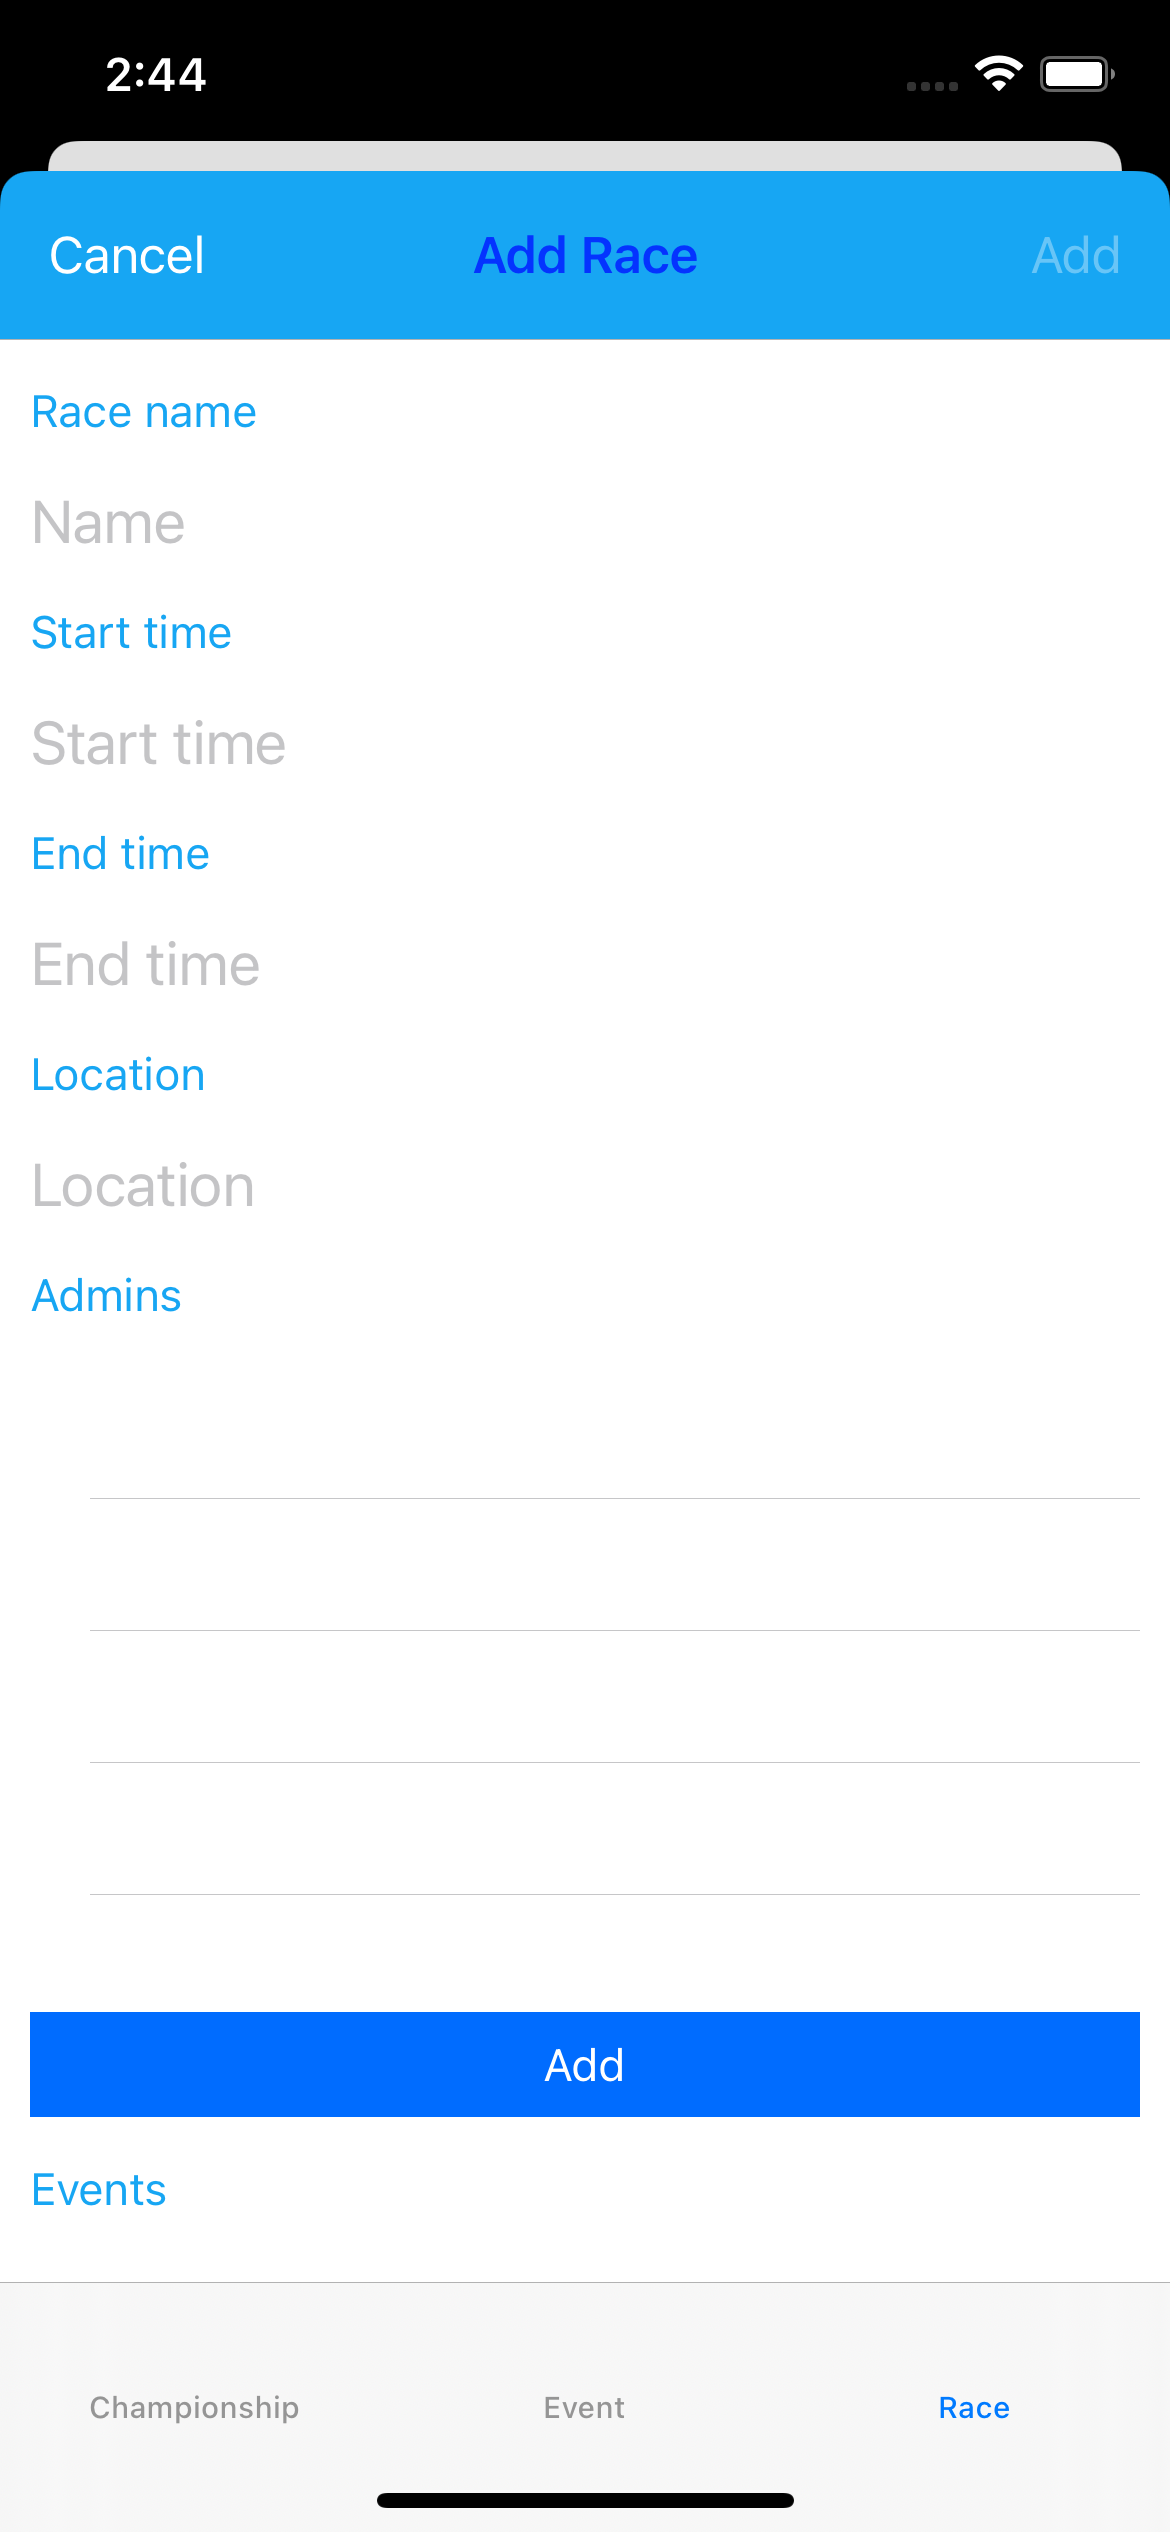 2:44
Cancel Add Race Add
Race name
Name
Start time
Start time
End time
End time
Location
Location
Admins
Add
Events
Championship Event Race